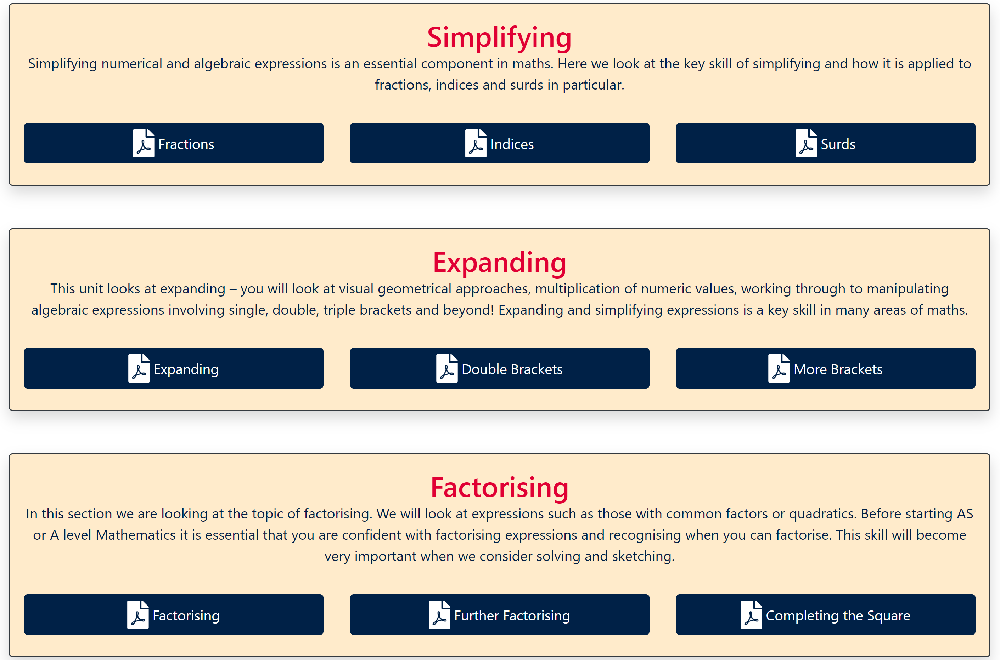 Simplifying
Simplifying numerical and algebraic expressions is an essential component in maths. Here we look at the key skill of simplifying and how it is applied to
fractions, indices and surds in particular.
Fractions
Indices
Surds
Expanding
This unit looks at expanding – you will look at visual geometrical approaches, multiplication of numeric values, working through to manipulating
algebraic expressions involving single, double, triple brackets and beyond! Expanding and simplifying expressions is a key skill in many areas of maths.
Expanding
Double Brackets
More Brackets
Factorising
In this section we are looking at the topic of factorising. We will look at expressions such as those with common factors or quadratics. Before starting AS
or A level Mathematics it is essential that you are confident with factorising expressions and recognising when you can factorise. This skill will become
very important when we consider solving and sketching.
Factorising
Further Factorising
Completing the Square